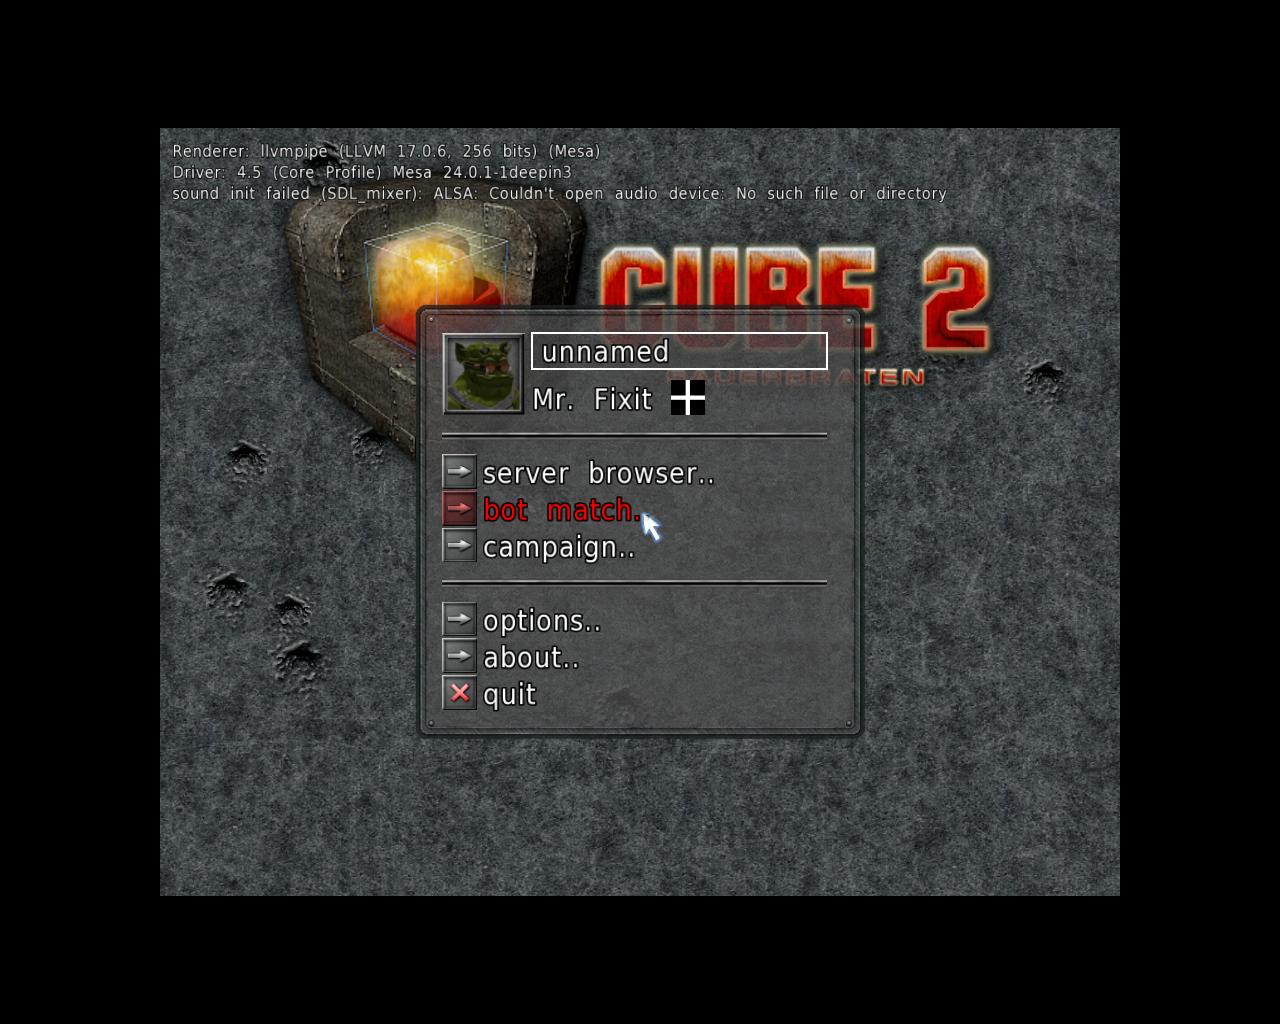 Renderer: llvmpipe (LLVM 17.0.6, 256 bits) (Mesa)
Driver: 4.5 (Core Profile) Mesa 24.0.1-1deepin3
sound init failed (SDL_mixer): ALSA: Couldn't open audio device: No such file or directory
CUBE 2
SAUERBRATEN
unnamed
Mr. Fixit
server browser..
bot match..
campaign..
options..
about..
quit